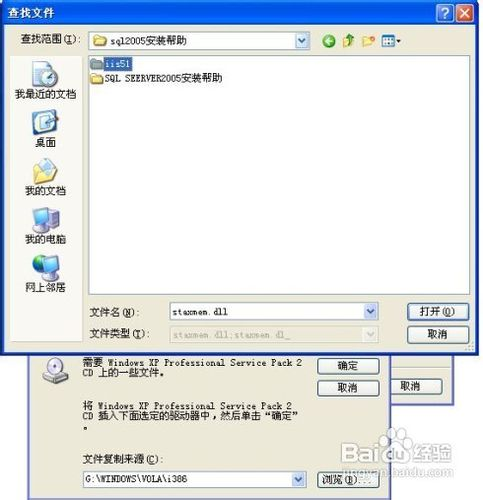 查找文件
查找范围(I):
sql2005安装帮助
iis51
SQL SEERVER2005安装帮助
我最近的文档
桌面
我的文档
我的电脑
网上邻居
文件名(N):
staxmem.dll
打开(O)
文件类型(T):
staxmem.dll;staxmem.dl_
取消
需要 Windows XP Professional Service Pack 2
CD 上的一些文件。
确定
取消
取消
将 Windows XP Professional Service Pack 2
CD 插入下面选定的驱动器中，然后单击“确定”
。
文件复制来源(C):
G:\WINDOWS\VOLA\i386
浏览(B)...
Baidu经验
jingyan.baidu.com